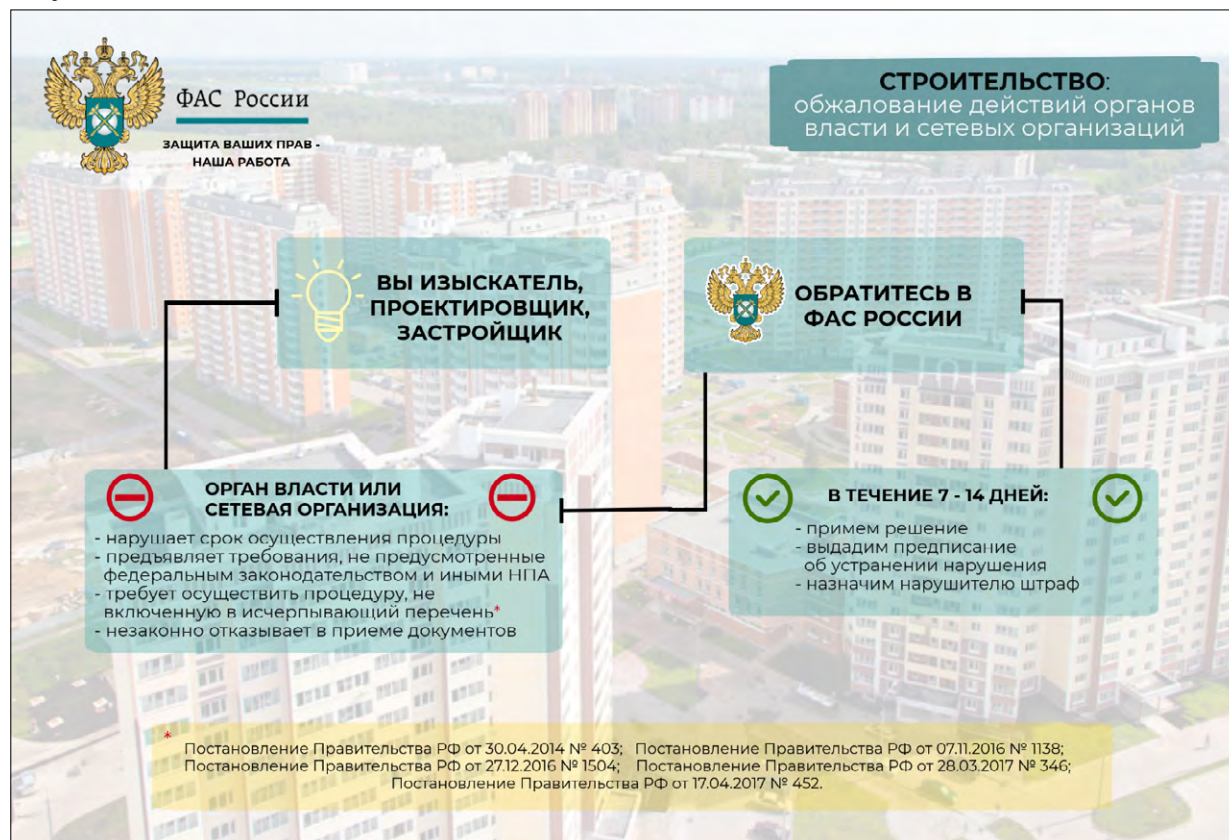 ФАС России
ЗАЩИТА ВАШИХ ПРАВ -
НАША РАБОТА
СТРОИТЕЛЬСТВО:
обжалование действий органов
власти и сетевых организаций
ВЫ ИЗЫСКАТЕЛЬ,
ПРОЕКТИРОВЩИК,
ЗАСТРОЙЩИК
ОБРАТИТЕСЬ В
ФАС РОССИИ
ОРГАН ВЛАСТИ ИЛИ
СЕТЕВАЯ ОРГАНИЗАЦИЯ:
- нарушает срок осуществления процедуры
- предъявляет требования, не предусмотренные
федеральным законодательством и иными НПА
- требует осуществить процедуру, не
включенную в исчерпывающий перечень*
- незаконно отказывает в приеме документов
В ТЕЧЕНИЕ 7 - 14 ДНЕЙ:
- примем решение
- выдадим предписание
об устранении нарушения
- назначим нарушителю штраф
* Постановление Правительства РФ от 30.04.2014 № 403; Постановление Правительства РФ от 07.11.2016 № 1138;
Постановление Правительства РФ от 27.12.2016 № 1504; Постановление Правительства РФ от 28.03.2017 № 346;
Постановление Правительства РФ от 17.04.2017 № 452.